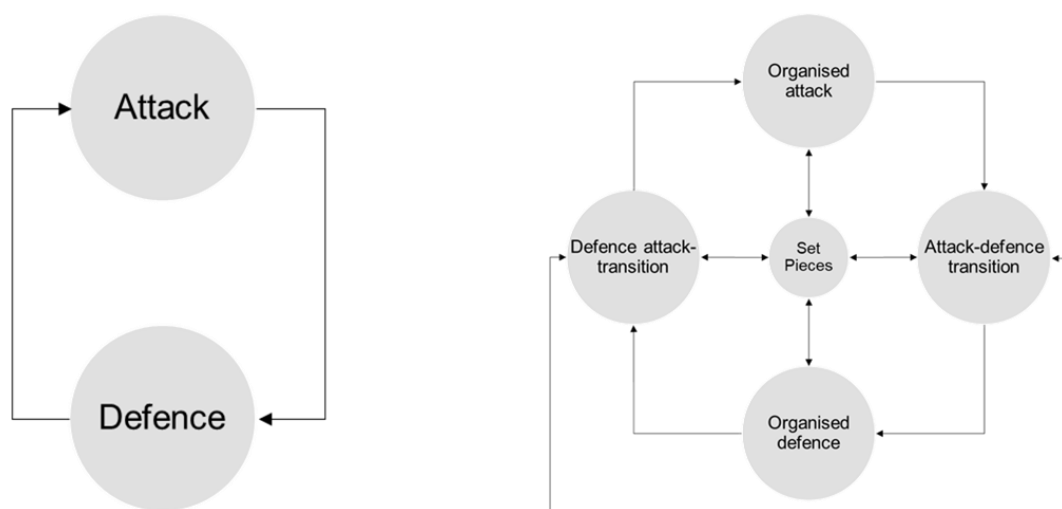 Attack
Defence
Organised
attack
Defence attack-
transition
Set
Pieces
Attack-defence
transition
Organised
defence